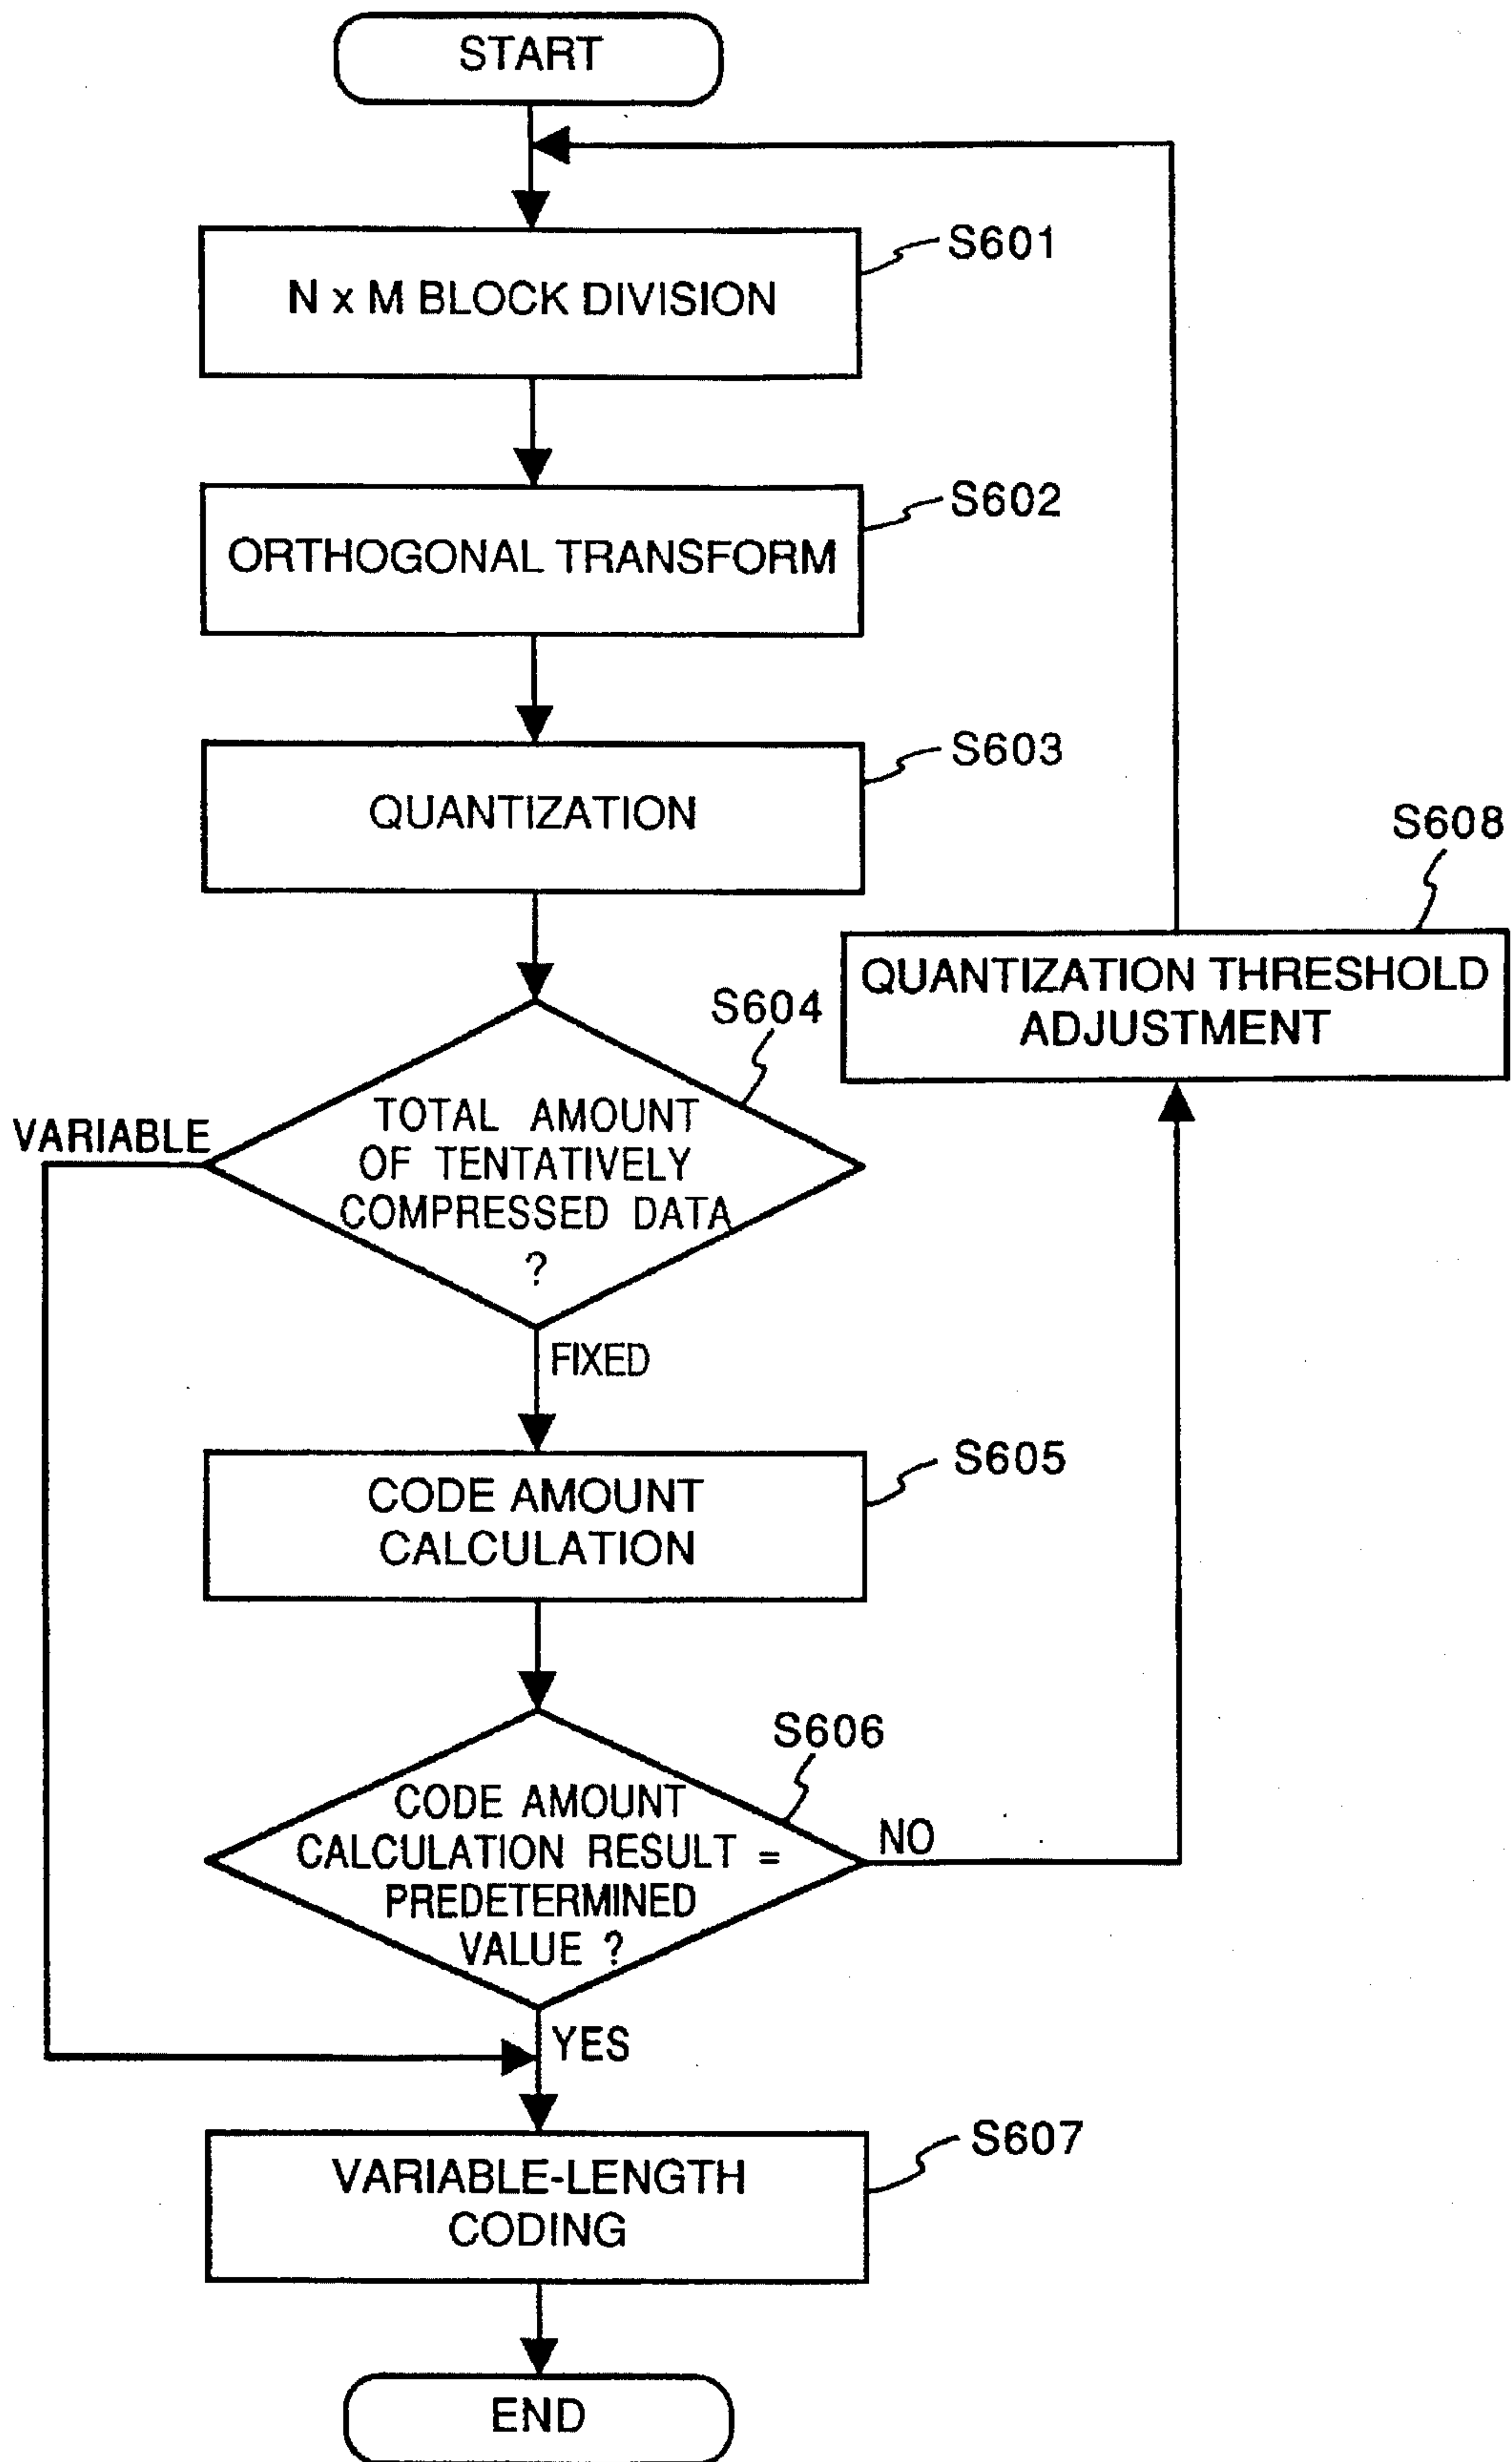 START
S601
N x M BLOCK DIVISION
S602
ORTHOGONAL TRANSFORM
S603
QUANTIZATION
S608
QUANTIZATION THRESHOLD
ADJUSTMENT
S604
TOTAL AMOUNT
OF TENTATIVELY
COMPRESSED DATA
?
VARIABLE
FIXED
S605
CODE AMOUNT
CALCULATION
S606
CODE AMOUNT
CALCULATION RESULT =
PREDETERMINED
VALUE ?
NO
YES
S607
VARIABLE-LENGTH
CODING
END